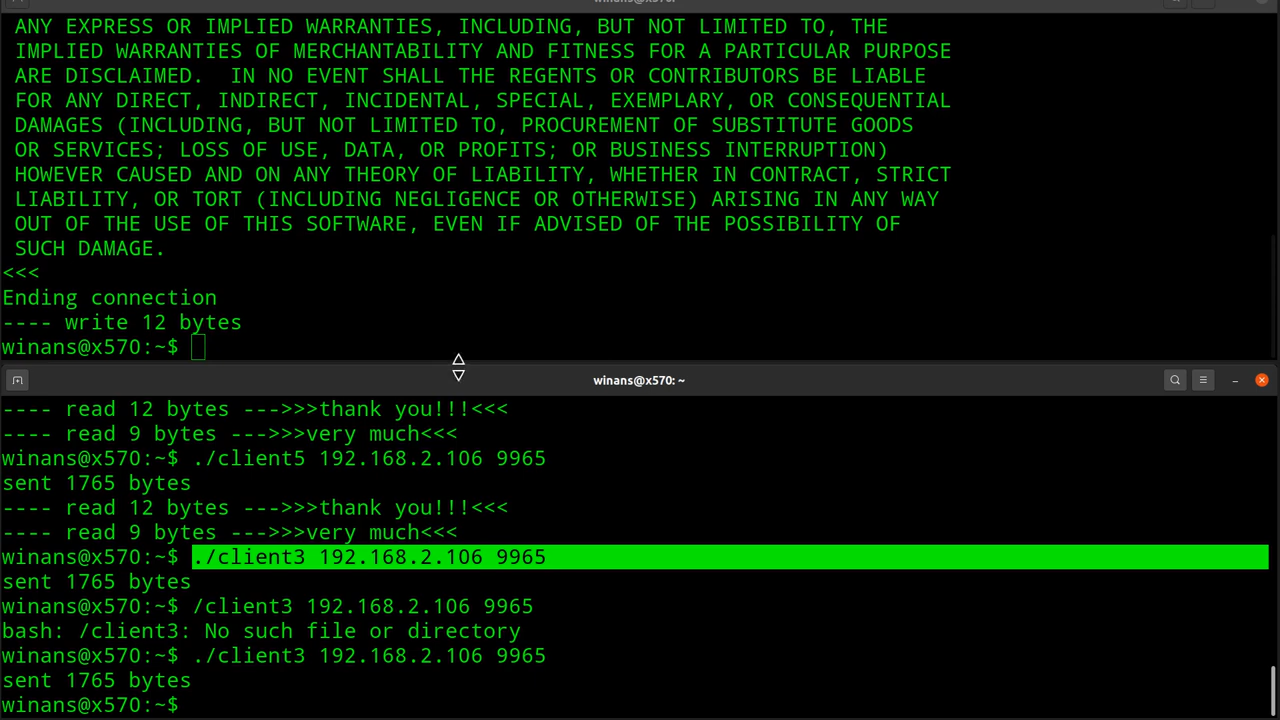 ANY EXPRESS OR IMPLIED WARRANTIES, INCLUDING, BUT NOT LIMITED TO, THE
IMPLIED WARRANTIES OF MERCHANTABILITY AND FITNESS FOR A PARTICULAR PURPOSE
ARE DISCLAIMED.  IN NO EVENT SHALL THE REGENTS OR CONTRIBUTORS BE LIABLE
FOR ANY DIRECT, INDIRECT, INCIDENTAL, SPECIAL, EXEMPLARY, OR CONSEQUENTIAL
DAMAGES (INCLUDING, BUT NOT LIMITED TO, PROCUREMENT OF SUBSTITUTE GOODS
OR SERVICES; LOSS OF USE, DATA, OR PROFITS; OR BUSINESS INTERRUPTION)
HOWEVER CAUSED AND ON ANY THEORY OF LIABILITY, WHETHER IN CONTRACT, STRICT
LIABILITY, OR TORT (INCLUDING NEGLIGENCE OR OTHERWISE) ARISING IN ANY WAY
OUT OF THE USE OF THIS SOFTWARE, EVEN IF ADVISED OF THE POSSIBILITY OF
SUCH DAMAGE.
<<<
Ending connection
---- write 12 bytes
winans@x570:~$
winans@x570: ~
---- read 12 bytes --->>>thank you!!!<<<
---- read 9 bytes --->>>very much<<<
winans@x570:~$ ./client5 192.168.2.106 9965
sent 1765 bytes
---- read 12 bytes --->>>thank you!!!<<<
---- read 9 bytes --->>>very much<<<
winans@x570:~$ ./client3 192.168.2.106 9965
sent 1765 bytes
winans@x570:~$ /client3 192.168.2.106 9965
bash: /client3: No such file or directory
winans@x570:~$ ./client3 192.168.2.106 9965
sent 1765 bytes
winans@x570:~$